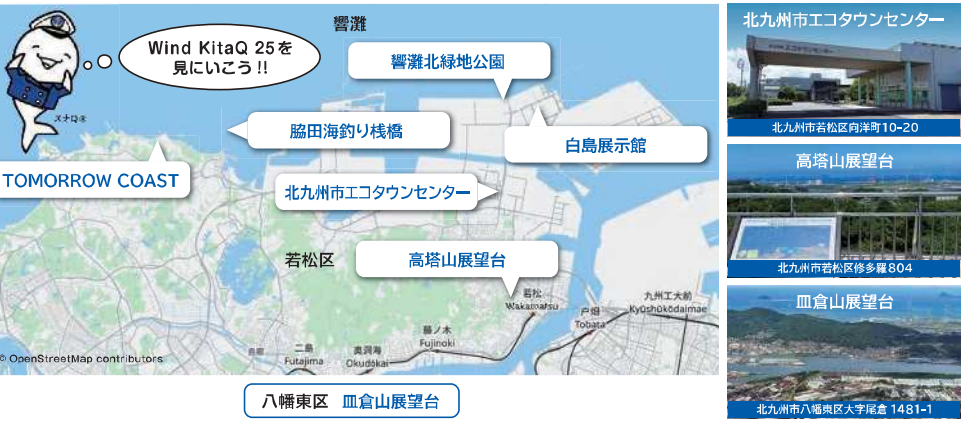 Wind KitaQ 25を
見にいこう!!
スナQ®
響灘
響灘北緑地公園
脇田海釣り桟橋
白島展示館
TOMORROW COAST
北九州市エコタウンセンター
若松区
高塔山展望台
若松
Wakamatsu
戸畑
Tobata
九州工大前
Kyūshūkōdaimae
藤ノ木
Fujinoki
奥洞海
Okudōkai
二島
Futajima
© OpenStreetMap contributors
八幡東区 皿倉山展望台
北九州市エコタウンセンター
北九州市若松区向洋町10-20
高塔山展望台
北九州市若松区修多羅804
皿倉山展望台
北九州市八幡東区大字尾倉1481-1